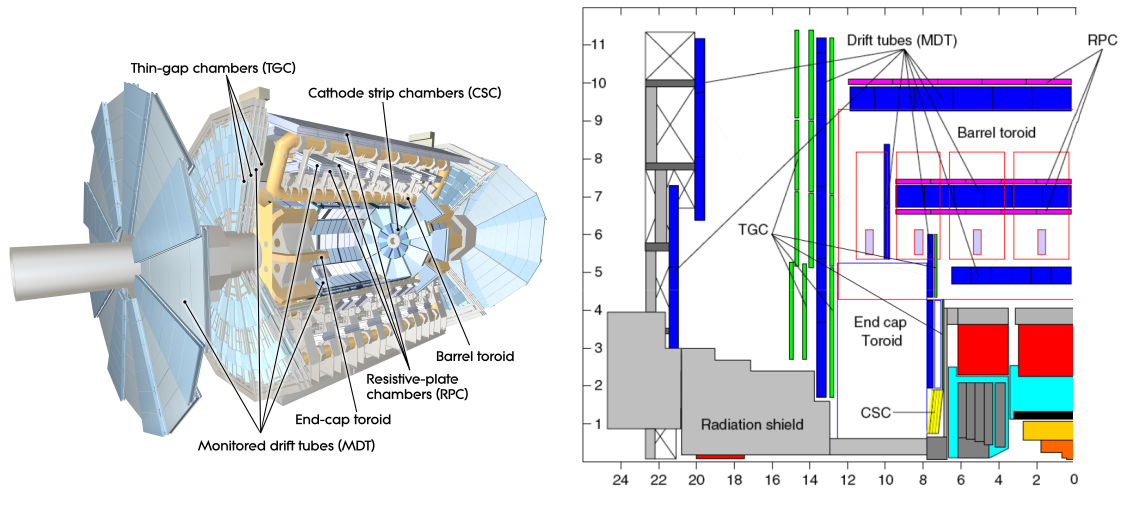 Thin-gap chambers (TGC)
Cathode strip chambers (CSC)
Barrel toroid
Resistive-plate
chambers (RPC)
End-cap toroid
Monitored drift tubes (MDT)
Drift tubes (MDT)
RPC
Barrel toroid
TGC
End cap
Toroid
CSC
Radiation shield
11
10
9
8
7
6
5
4
3
2
1
24 22 20 18 16 14 12 10 8 6 4 2 0